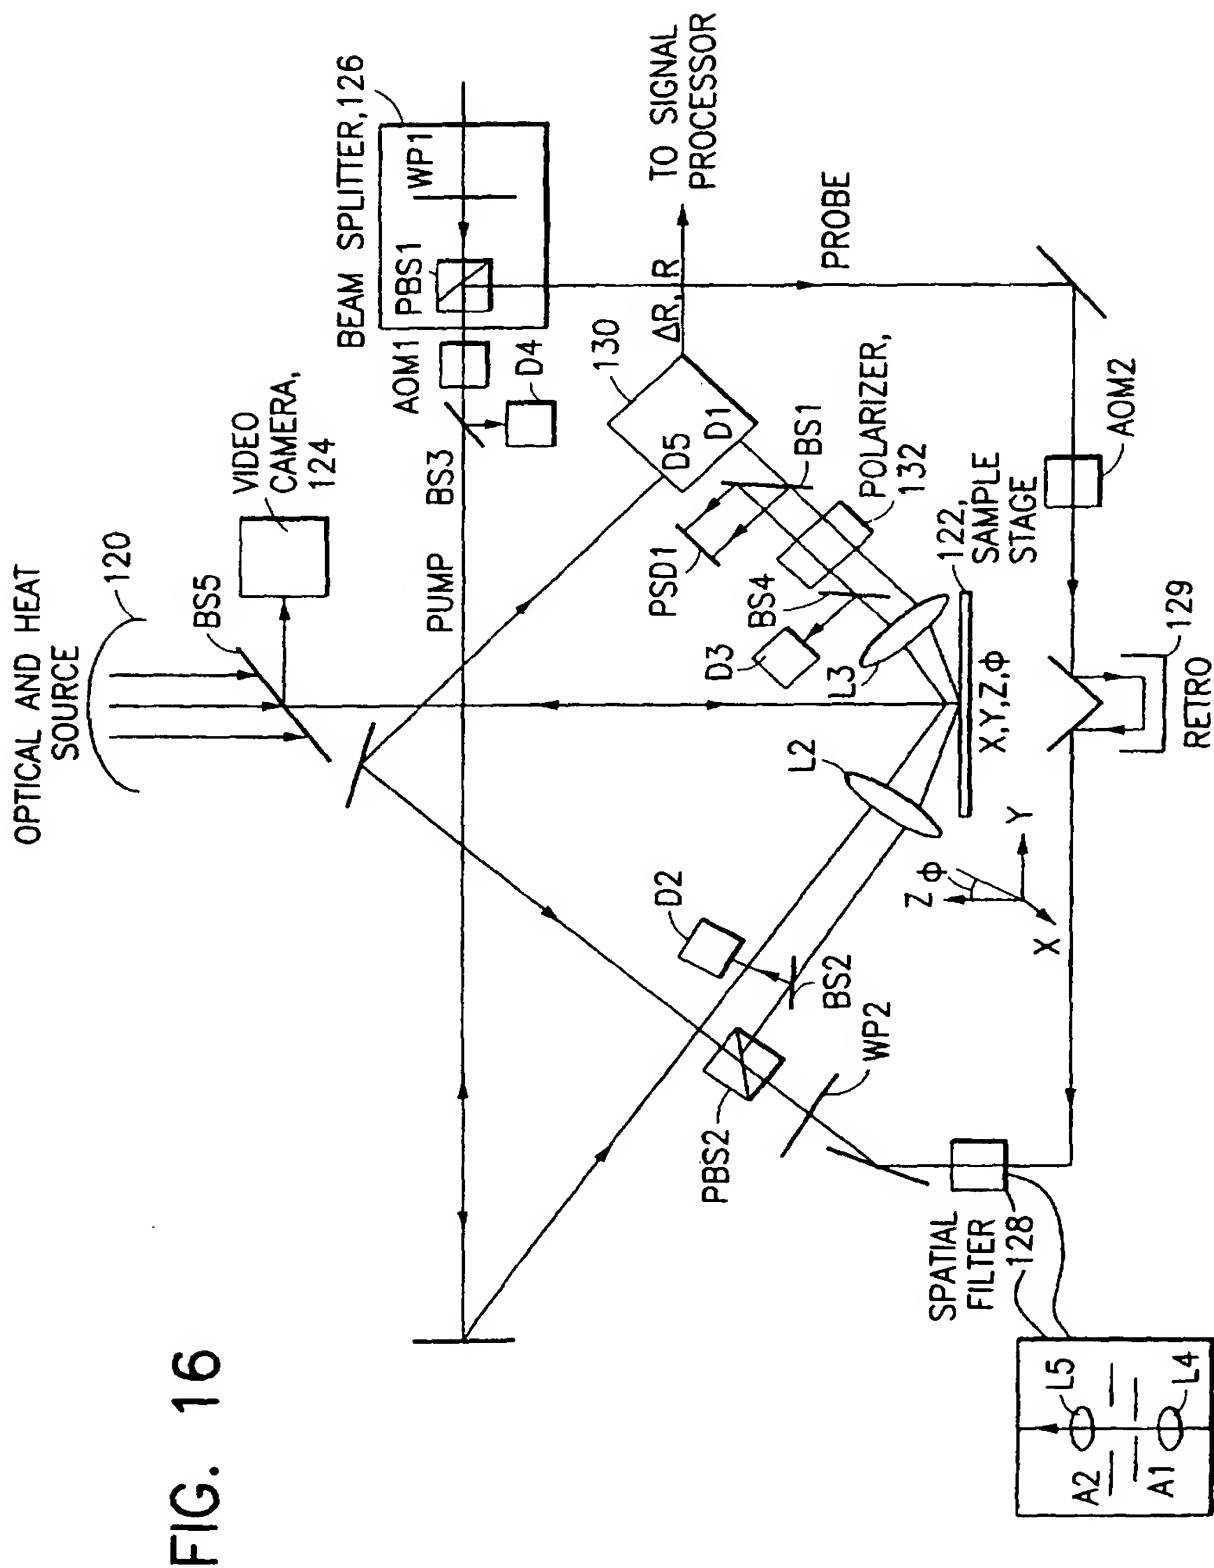 FIG. 16
OPTICAL AND HEAT
SOURCE
120
BS5
VIDEO
CAMERA,
124
BEAM SPLITTER,126
WP1
PBS1
AOM1
D4
BS3
PUMP
130
ΔR, R
TO SIGNAL
PROCESSOR
D5
D1
BS1
PSD1
POLARIZER,
132
BS4
D3
L3
122,
SAMPLE
STAGE
X,Y,Z,ϕ
PROBE
AOM2
129
RETRO
L2
Z
ϕ
Y
X
D2
BS2
WP2
PBS2
SPATIAL
FILTER
128
L5
A2
L4
A1